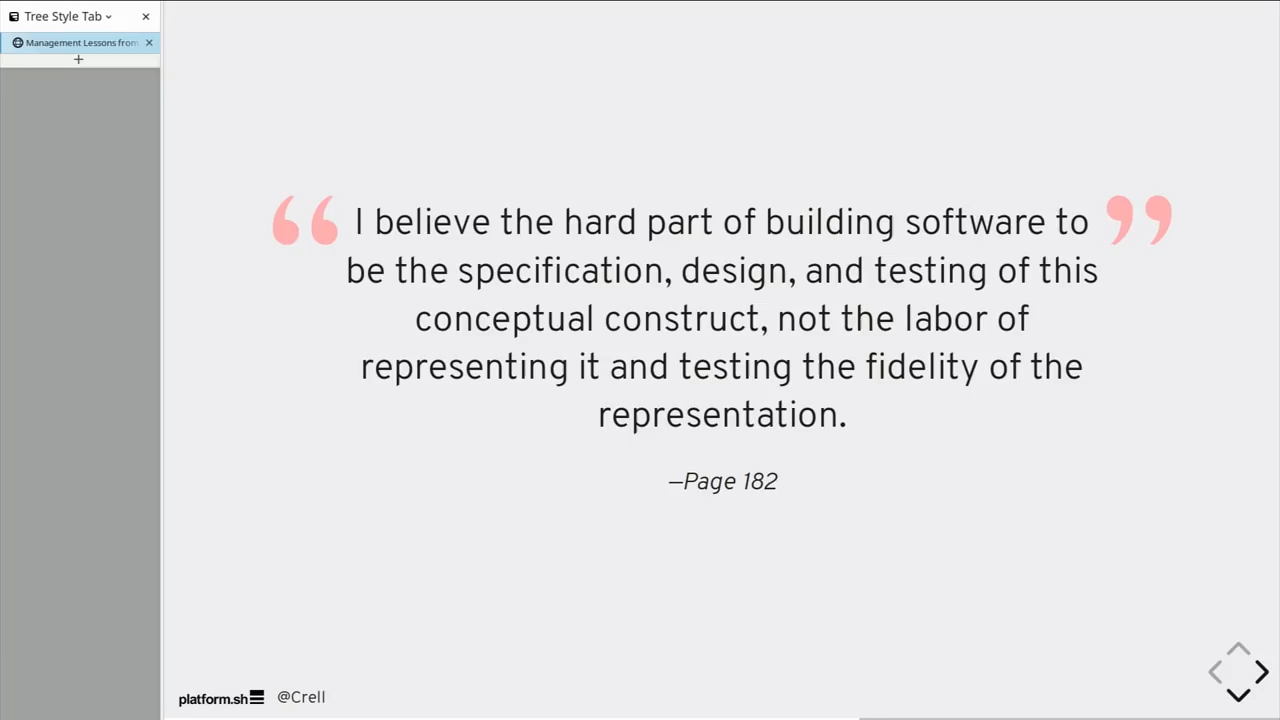 Tree Style Tab
Management Lessons from
“ I believe the hard part of building software to ”
be the specification, design, and testing of this
conceptual construct, not the labor of
representing it and testing the fidelity of the
representation.
—Page 182
platform.sh @Crell